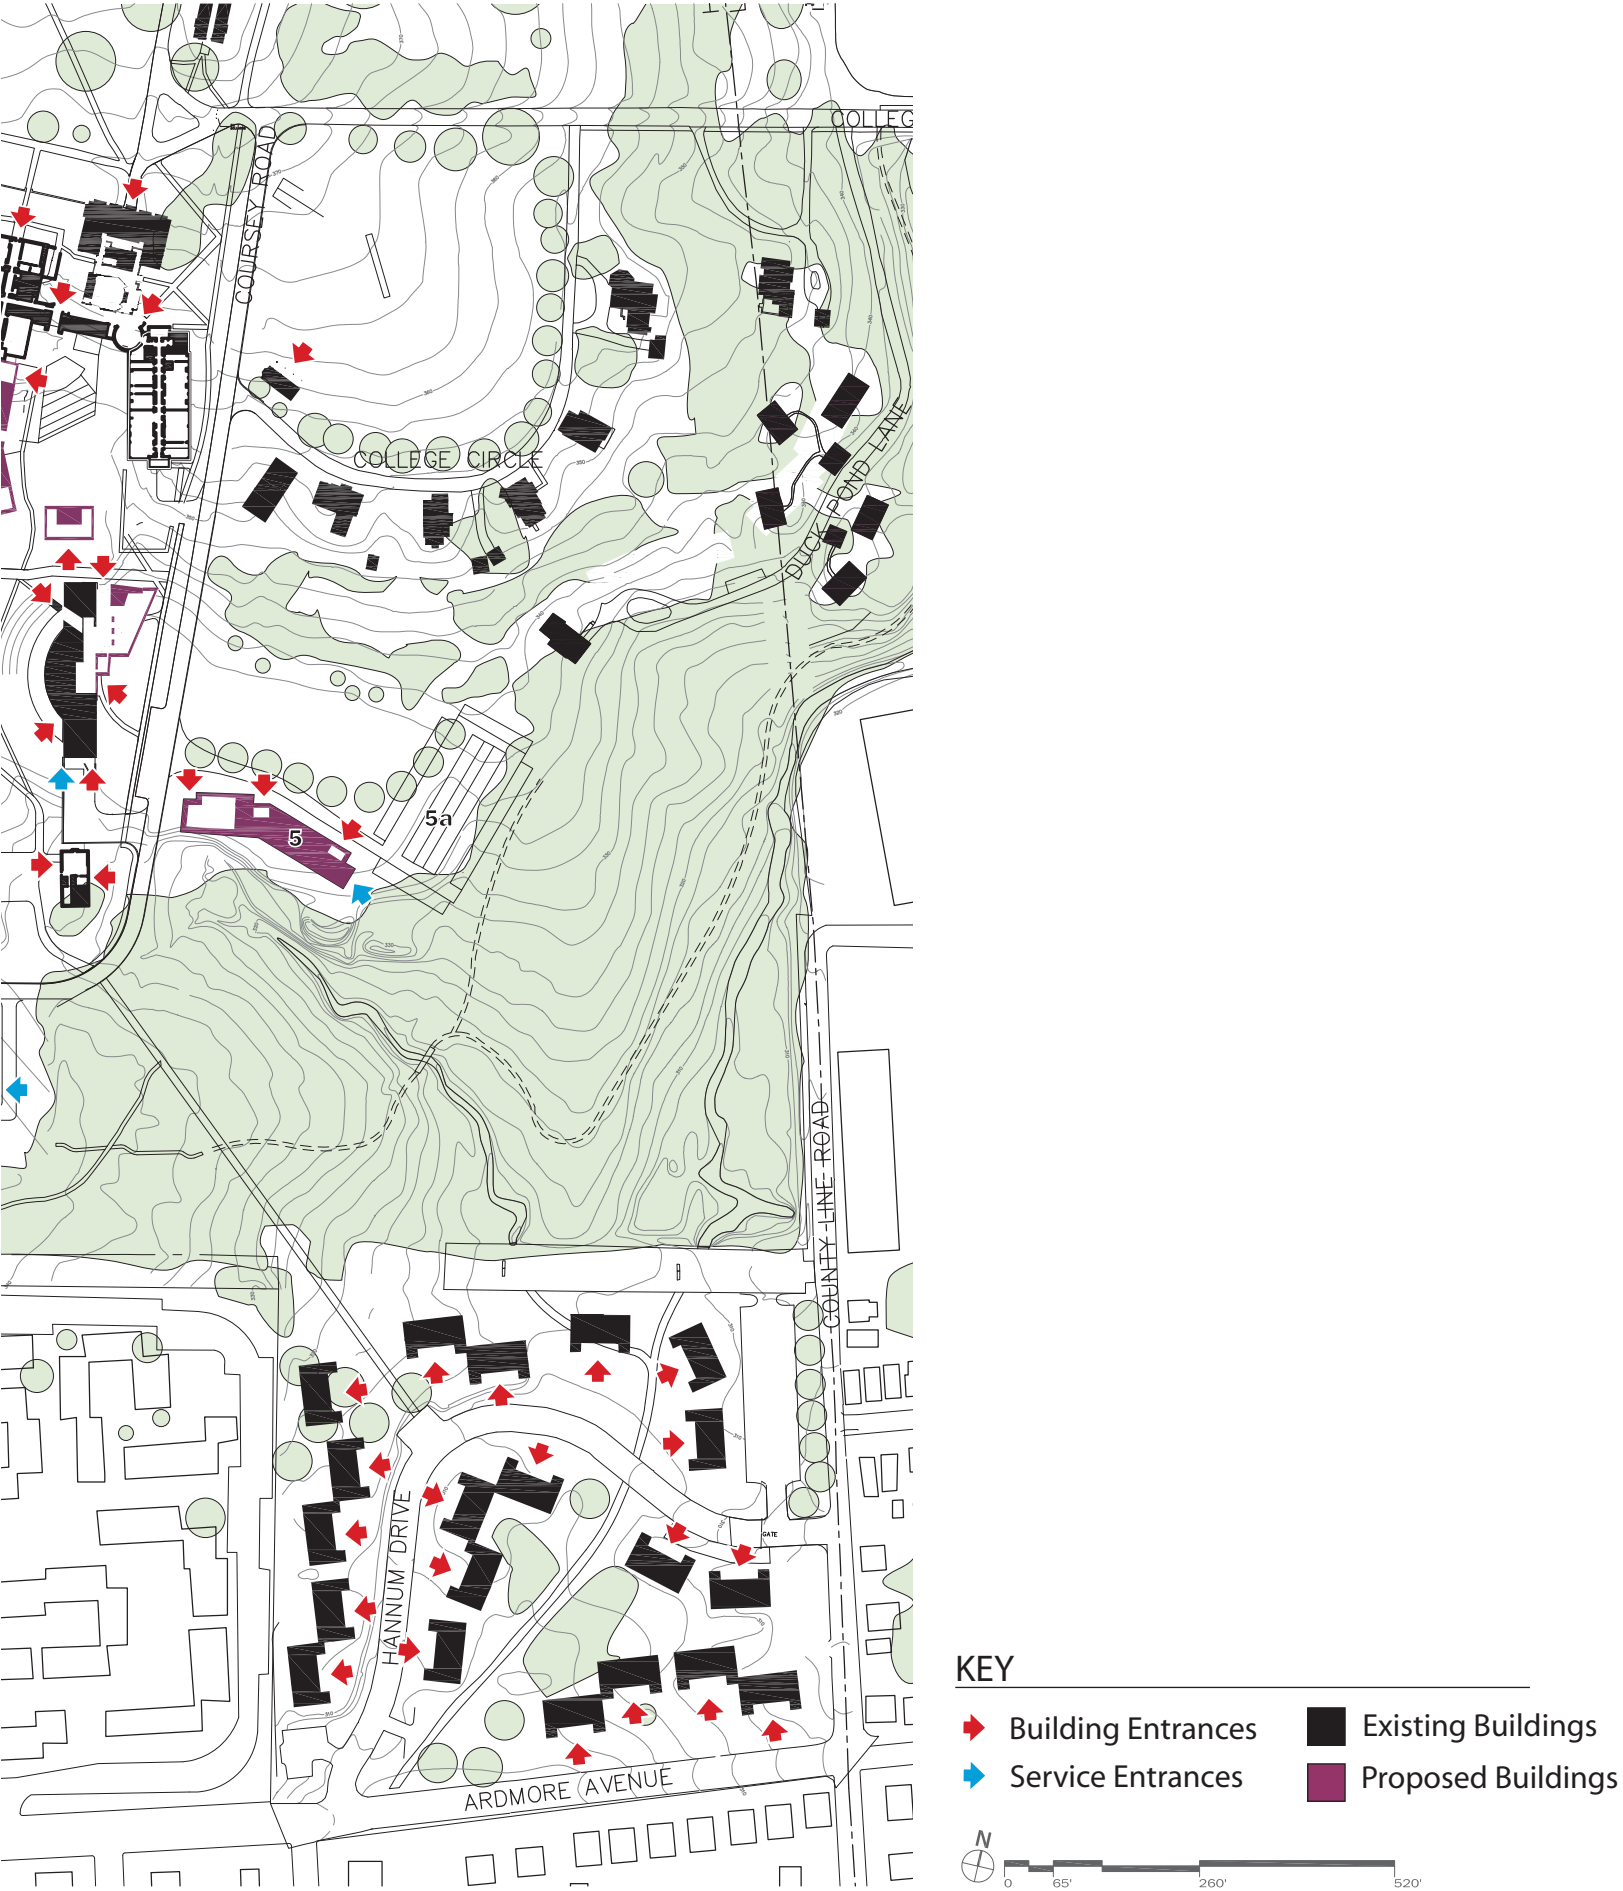 COLLEG
COURSEY ROAD
COLLEGE CIRCLE
DUCK POND LANE
5
5a
COUNTY LINE ROAD
HANNUM DRIVE
GATE
ARDMORE AVENUE
KEY
Building Entrances
Existing Buildings
Service Entrances
Proposed Buildings
N
0 65' 260' 520'